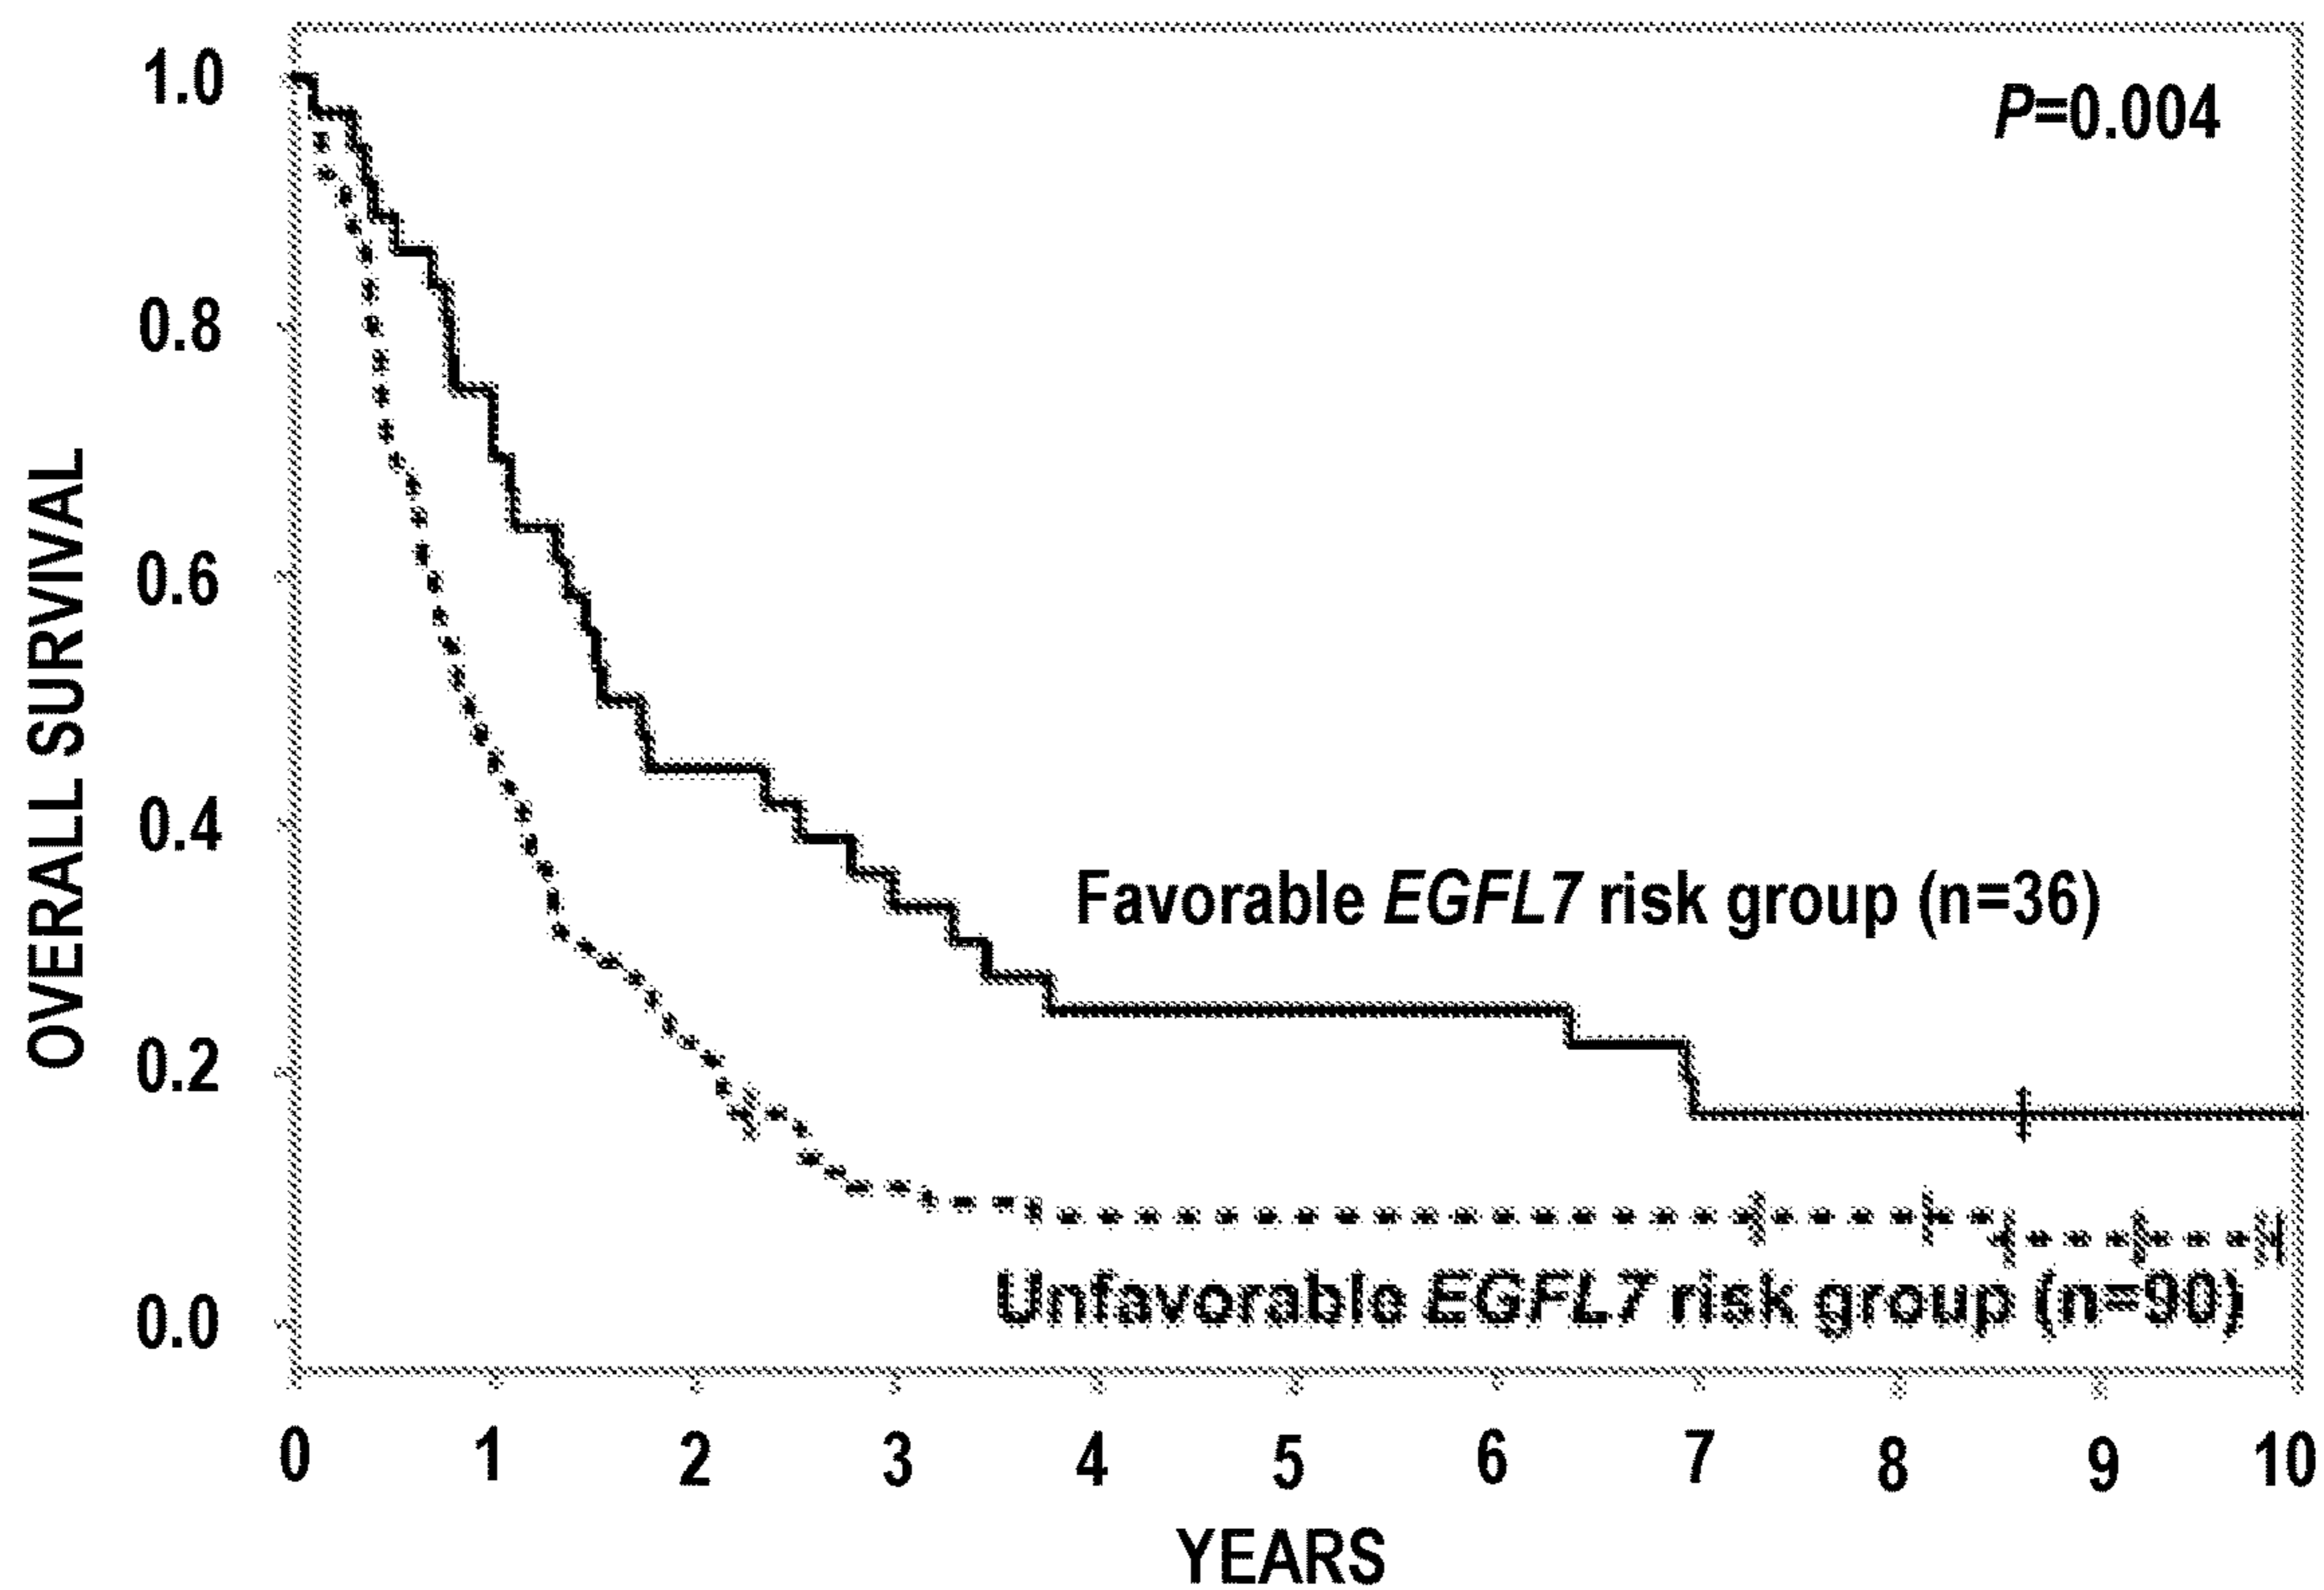 1.0
P=0.004
0.8
0.6
0.4
0.2
0.0
OVERALL SURVIVAL
Favorable EGFL7 risk group (n=36)
Unfavorable EGFL7 risk group (n=90)
0 1 2 3 4 5 6 7 8 9 10
YEARS